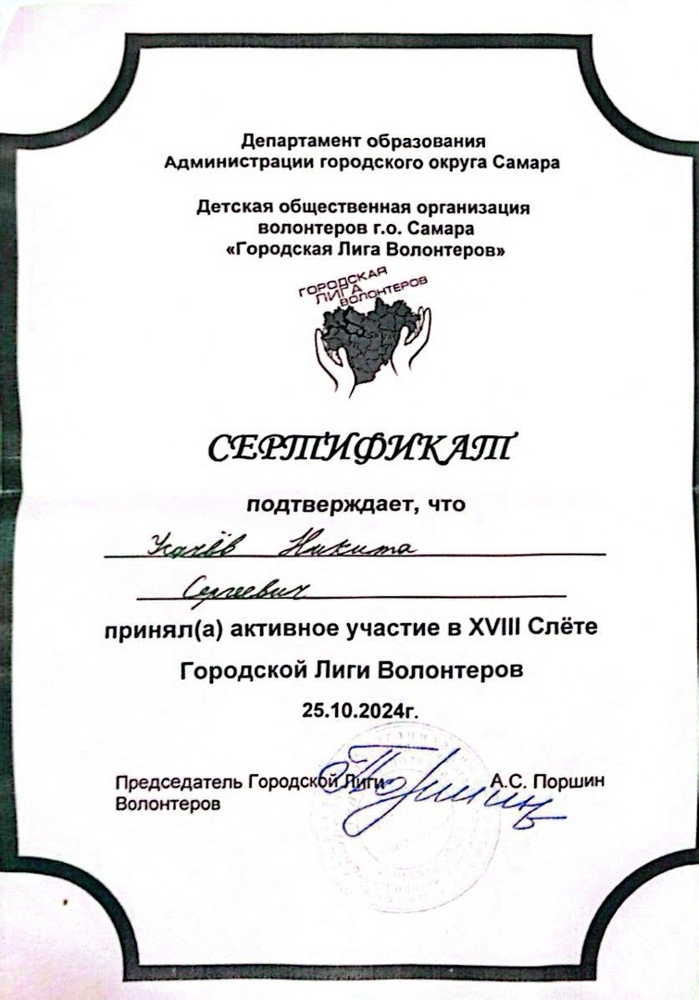 Департамент образования
Администрации городского округа Самара
Детская общественная организация
волонтеров г.о. Самара
«Городская Лига Волонтеров»
ГОРОДСКАЯ
ЛИГА
ВОЛОНТЕРОВ
СЕРТИФИКАТ
подтверждает, что
Усачёв Никита
Сергеевич
принял(а) активное участие в XVIII Слёте
Городской Лиги Волонтеров
25.10.2024г.
Председатель Городской Лиги А.С. Поршин
Волонтеров